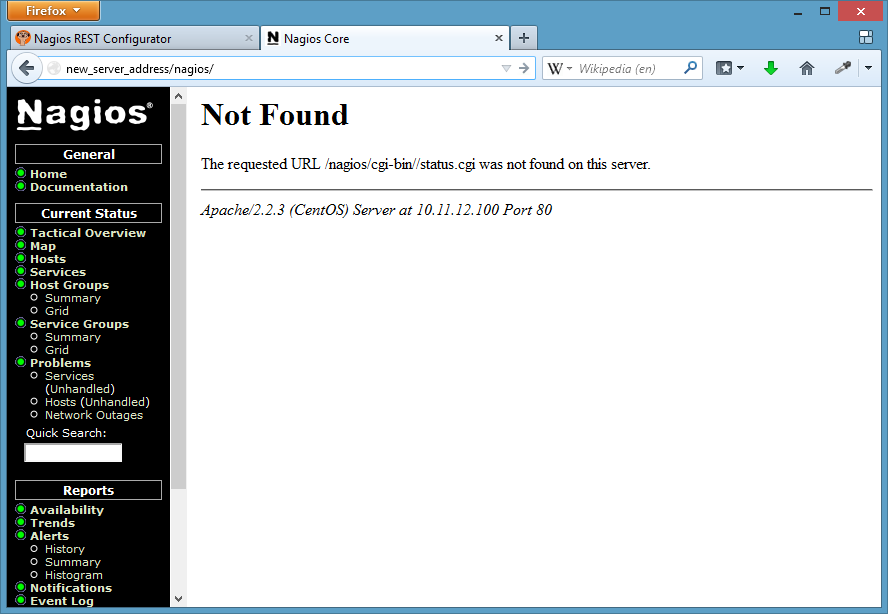 Firefox
Nagios REST Configurator
Nagios Core
new_server_address/nagios/
W
Wikipedia (en)
Nagios®
General
Home
Documentation
Current Status
Tactical Overview
Map
Hosts
Services
Host Groups
Summary
Grid
Service Groups
Summary
Grid
Problems
Services
(Unhandled)
Hosts (Unhandled)
Network Outages
Quick Search:
Reports
Availability
Trends
Alerts
History
Summary
Histogram
Notifications
Event Log
Not Found
The requested URL /nagios/cgi-bin//status.cgi was not found on this server.
Apache/2.2.3 (CentOS) Server at 10.11.12.100 Port 80